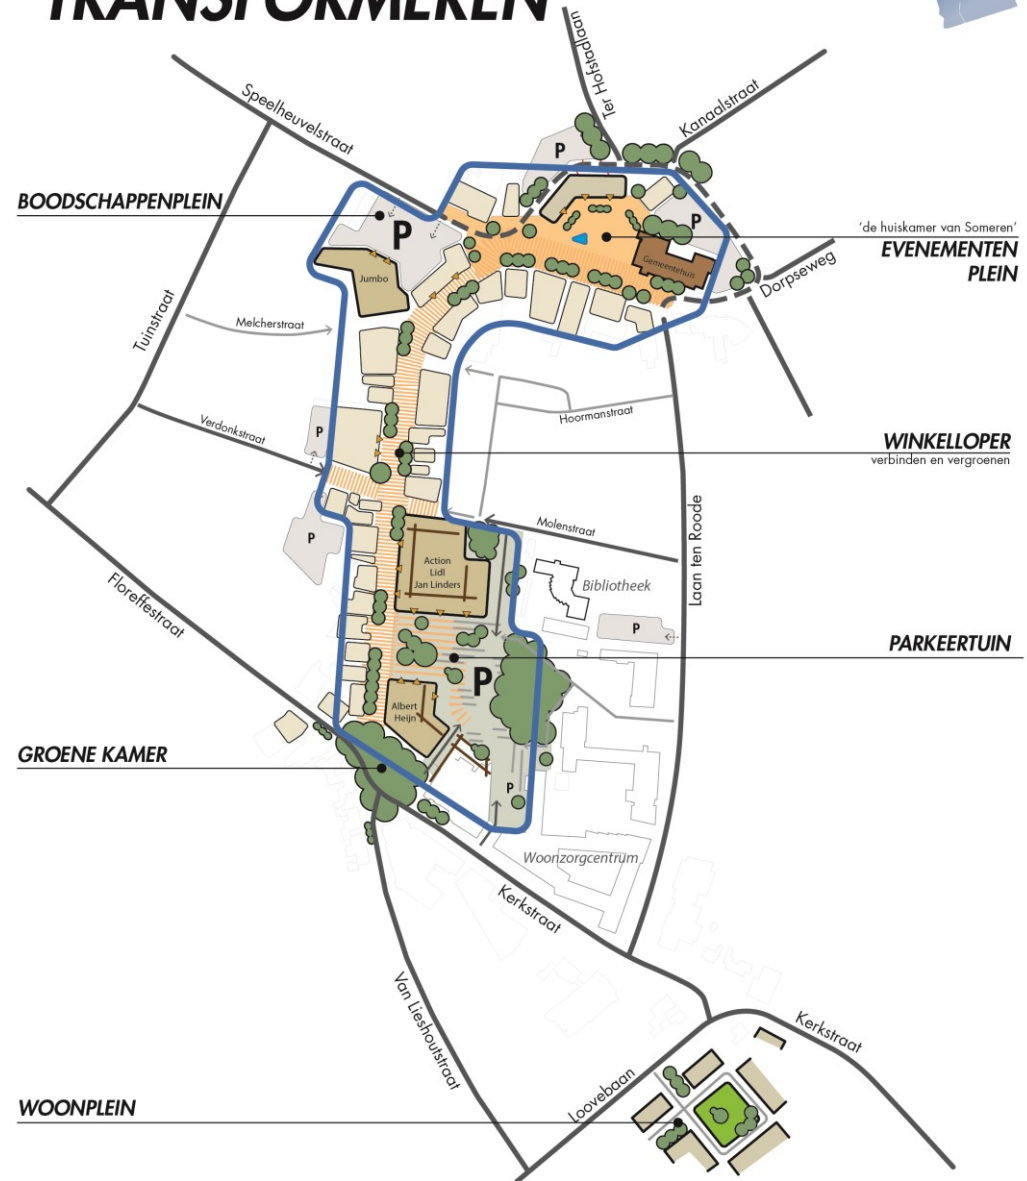 TRANSFORMEREN
Ter Hofstadlaan
Kanaalstraat
Speelheuvelstraat
P
BOODSCHAPPENPLEIN
P
P
'de huiskamer van Someren'
EVENEMENTEN
PLEIN
Gemeentehuis
Jumbo
Dorpseweg
Tuinstraat
Melcherstraat
Hoormanstraat
Verdonkstraat
P
WINKELLOPER
verbinden en vergroenen
Molenstraat
P
Action
Lidl
Jan Linders
Bibliotheek
Laan ten Roode
Floreffestraat
P
PARKEERTUIN
P
Albert
Heijn
GROENE KAMER
P
Woonzorgcentrum
Kerkstraat
Van Lieshoutstraat
Kerkstraat
Loovebaan
WOONPLEIN